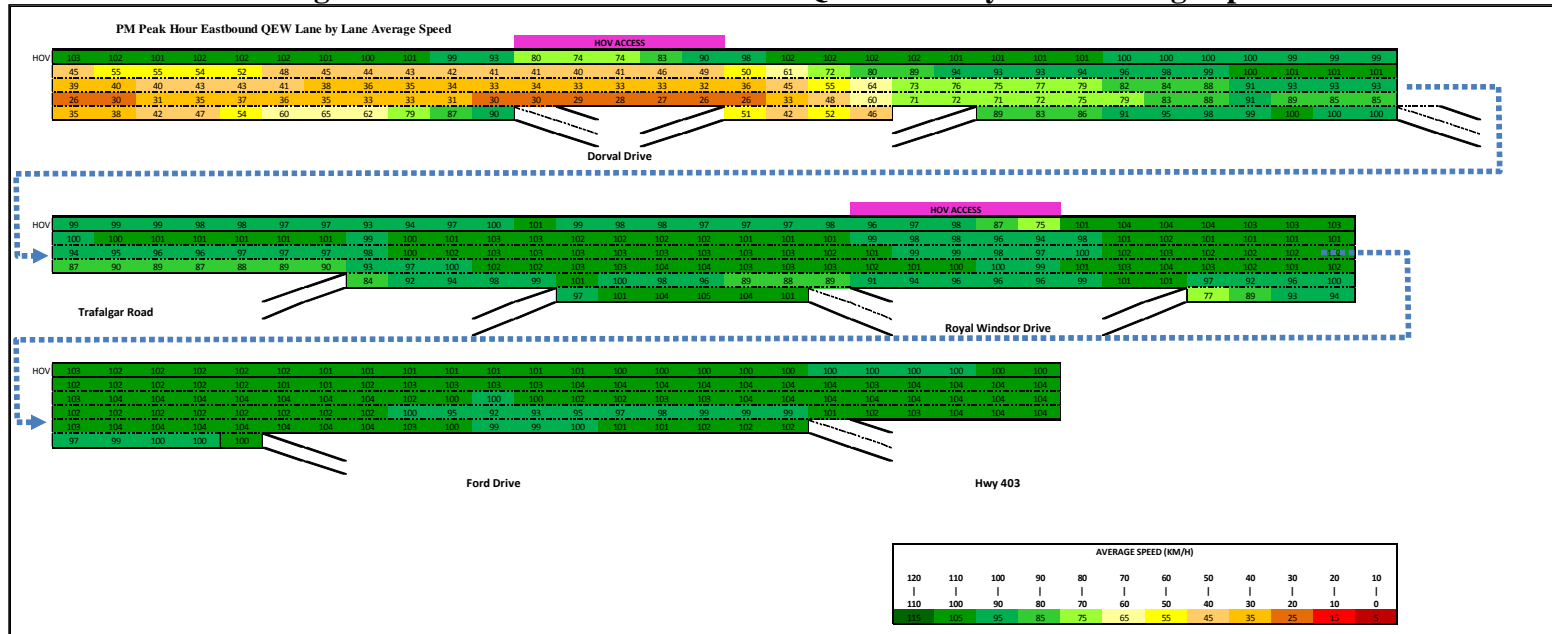 PM Peak Hour Eastbound QEW Lane by Lane Average Speed
HOV ACCESS
HOV 103 102 101 102 102 102 101 100 101 99 93 80 74 74 83 90 98 102 102 102 102 101 101 101 101 100 100 100 100 99 99 99
45 55 55 54 52 48 45 44 43 42 41 41 40 41 46 49 50 61 72 80 89 94 93 93 94 96 98 99 100 101 101 101
39 40 40 43 43 41 38 36 35 34 33 34 33 33 33 32 36 45 55 64 73 76 75 77 79 82 84 88 91 93 93 93
26 30 31 35 37 36 35 33 33 31 30 30 29 28 27 26 26 33 48 60 71 72 71 72 75 79 83 88 91 89 85 85
35 38 42 47 54 60 65 62 79 87 90 51 42 52 46 89 83 86 91 95 98 99 100 100 100
Dorval Drive
HOV ACCESS
HOV 99 99 99 98 98 97 97 93 94 97 100 101 99 98 98 97 97 97 98 96 97 98 87 75 101 104 104 104 103 103 103
100 100 101 101 101 101 101 99 100 101 101 103 103 102 102 102 101 101 101 99 98 98 96 94 98 101 102 101 101 101 101
94 95 96 96 97 97 97 98 100 102 103 103 103 103 103 103 103 102 102 101 99 99 98 97 100 102 102 102 102 102 102
87 90 89 87 88 89 90 93 97 100 102 102 103 103 104 104 103 103 103 102 101 100 100 99 101 103 104 103 102 101 102
84 92 94 98 99 101 100 98 96 89 88 89 91 94 96 96 96 99 101 101 97 92 96 100
97 101 104 105 104 101 77 89 93 94
Trafalgar Road
Royal Windsor Drive
HOV 103 102 102 102 102 102 101 101 101 101 101 101 101 100 100 100 100 100 100 100 100 100 100 100
102 102 102 102 102 101 101 102 103 103 103 103 104 104 104 104 104 104 104 103 104 104 104 104
103 104 104 104 104 103 103 102 100 100 100 102 103 104 104 104 104 104 104 104 104 104 104 104
102 102 102 102 102 102 102 102 100 95 92 93 95 97 98 99 99 99 101 102 103 104 104 104
103 104 104 104 104 104 104 104 103 100 99 99 100 101 101 102 102 102
97 99 100 100 100
Ford Drive
Hwy 403
AVERAGE SPEED (KM/H)
120 110 100 90 80 70 60 50 40 30 20 10
| | | | | | | | | | | |
110 100 90 80 70 60 50 40 30 20 10 0
115 105 95 85 75 65 55 45 35 25 15 5